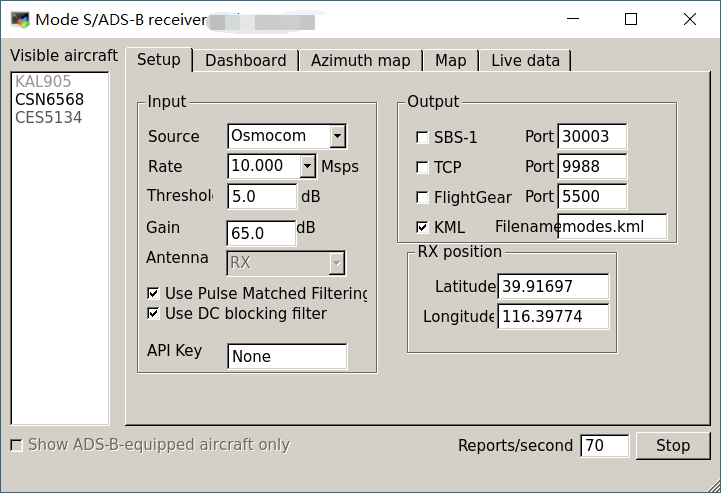 Mode S/ADS-B receiver
Visible aircraft
KAL905
CSN6568
CES5134
Setup Dashboard Azimuth map Map Live data
Input
Source Osmocom
Rate 10.000 Msps
Threshol 5.0 dB
Gain 65.0 dB
Antenna RX
Use Pulse Matched Filtering
Use DC blocking filter
API Key None
Output
SBS-1 Port 30003
TCP Port 9988
FlightGear Port 5500
KML Filename modes.kml
RX position
Latitude 39.91697
Longitude 116.39774
Show ADS-B-equipped aircraft only
Reports/second 70 Stop